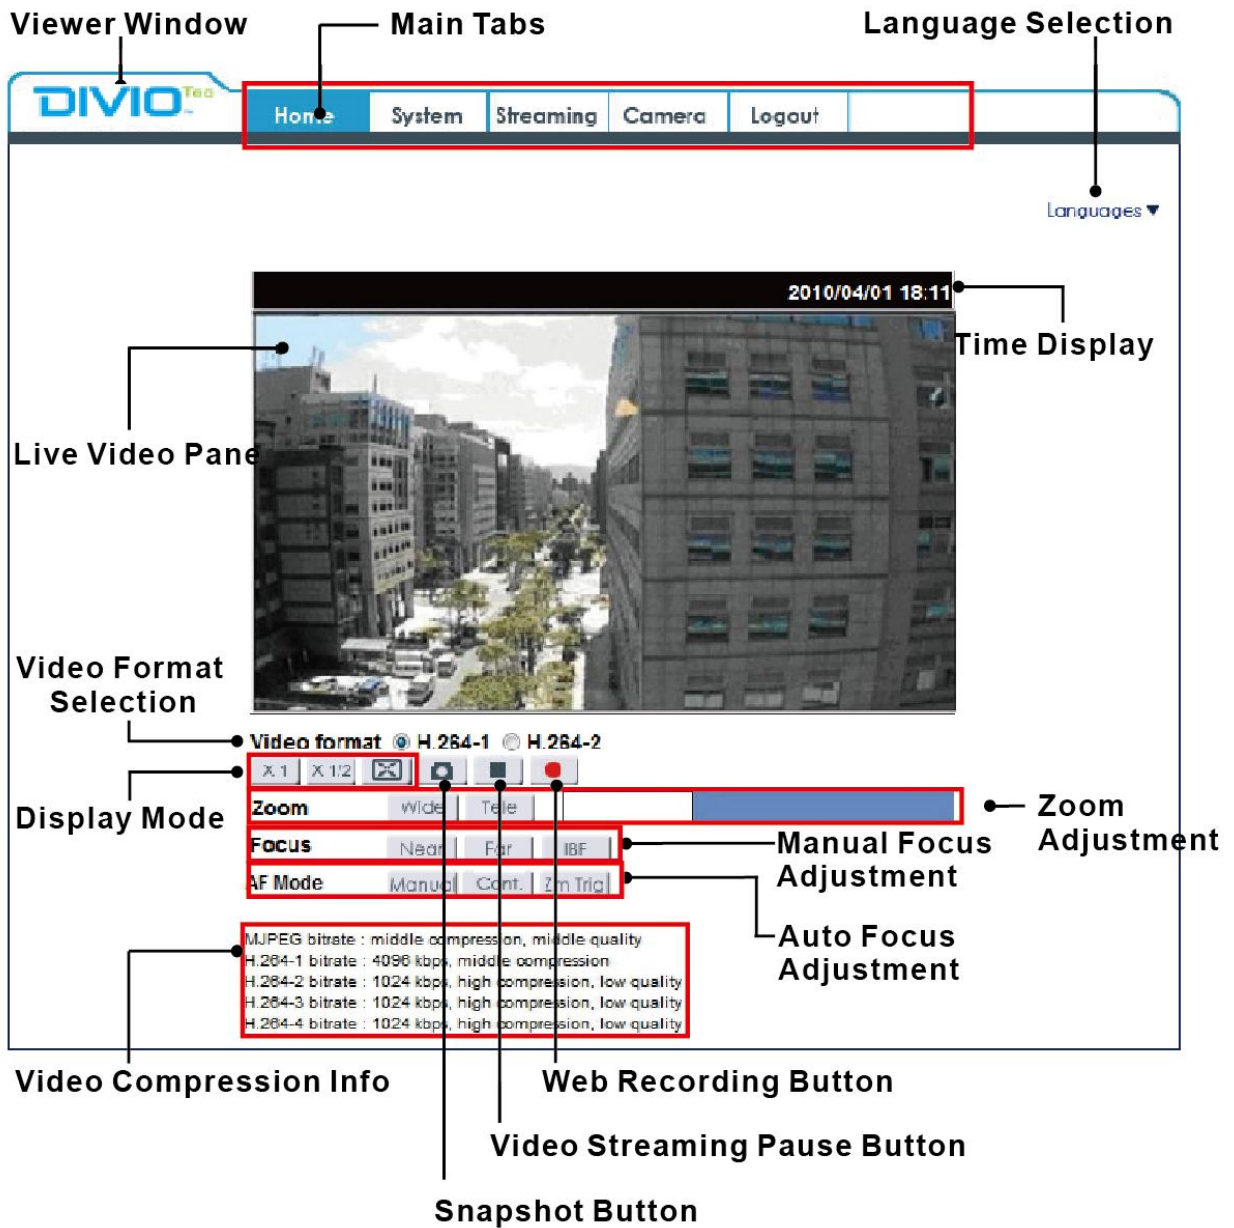 Viewer Window
Main Tabs
Language Selection
DIVIO Tec
Home
System
Streaming
Camera
Logout
Languages ▼
2010/04/01 18:11
Time Display
Live Video Pane
Video Format
Selection
Video format H.264-1 H.264-2
X 1
X 1/2
Display Mode
Zoom
Wide
Tele
Zoom
Adjustment
Focus
Near
Far
IBF
Manual Focus
Adjustment
AF Mode
Manual
Cont.
Zm Trig
Auto Focus
Adjustment
MJPEG bitrate : middle compression, middle quality
H.264-1 bitrate : 4096 kbps, middle compression
H.264-2 bitrate : 1024 kbps, high compression, low quality
H.264-3 bitrate : 1024 kbps, high compression, low quality
H.264-4 bitrate : 1024 kbps, high compression, low quality
Video Compression Info
Web Recording Button
Video Streaming Pause Button
Snapshot Button